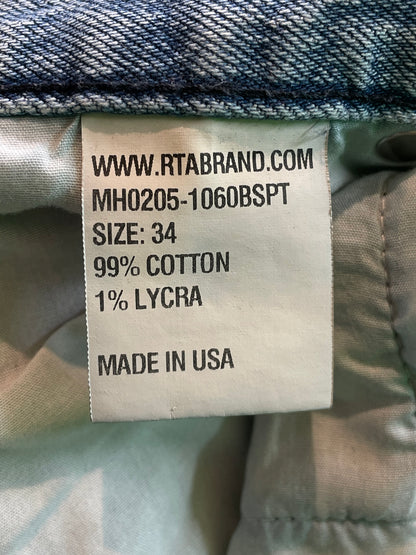 WWW.RTABRAND.COM
MH0205-1060BSPT
SIZE: 34
99% COTTON
1% LYCRA
MADE IN USA